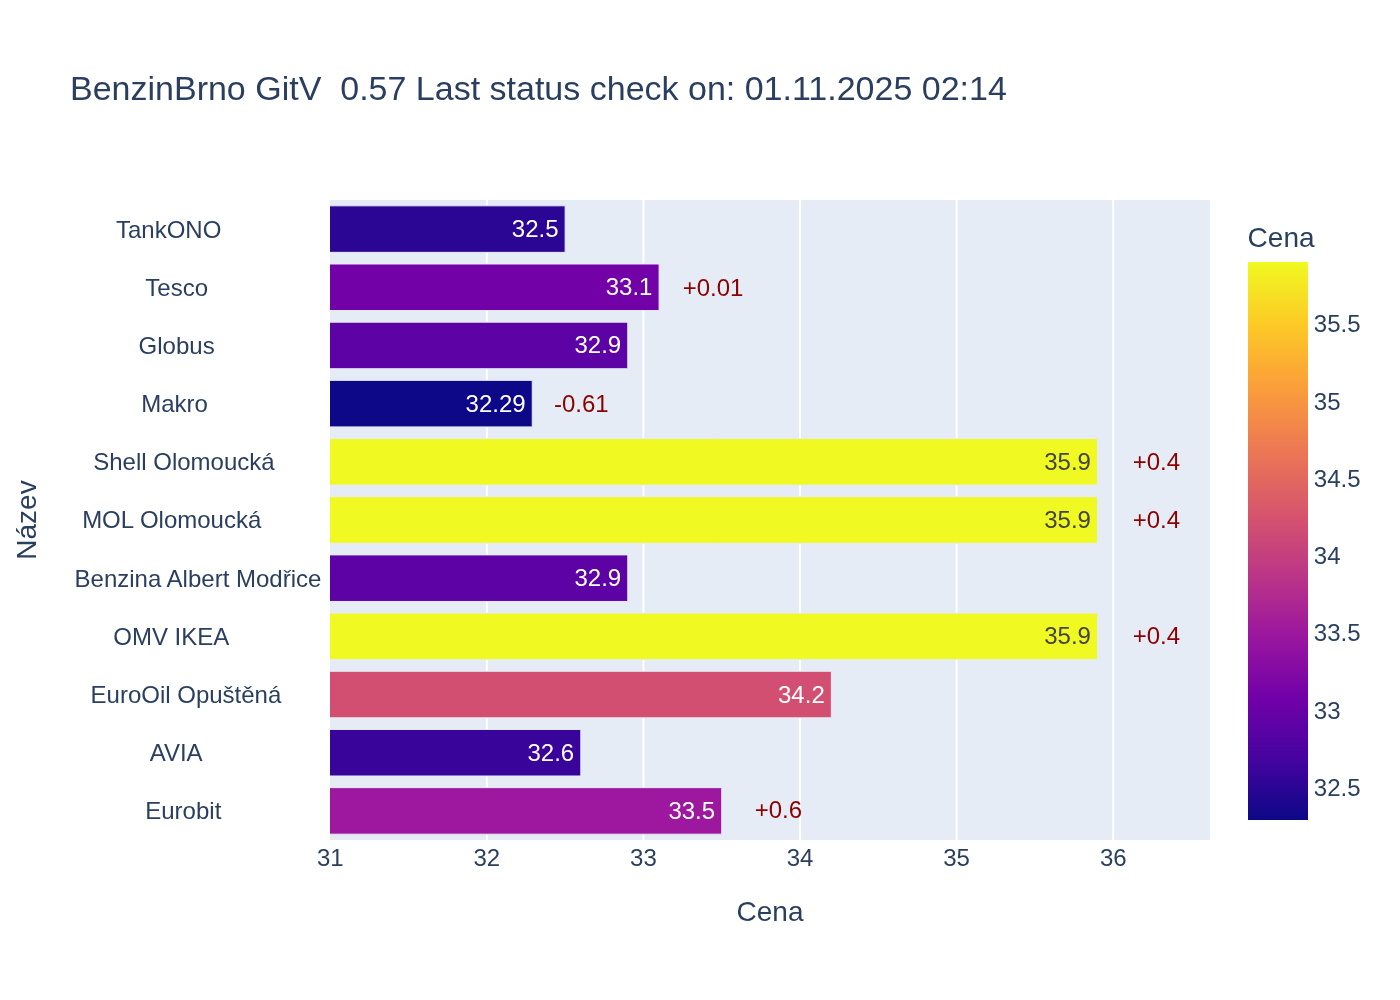 BenzinBrno GitV  0.57 Last status check on: 01.11.2025 02:14
Název
TankONO 32.5
Tesco 33.1 +0.01
Globus 32.9
Makro 32.29 -0.61
Shell Olomoucká 35.9 +0.4
MOL Olomoucká 35.9 +0.4
Benzina Albert Modřice 32.9
OMV IKEA 35.9 +0.4
EuroOil Opuštěná 34.2
AVIA 32.6
Eurobit 33.5 +0.6
31 32 33 34 35 36
Cena
Cena
35.5
35
34.5
34
33.5
33
32.5